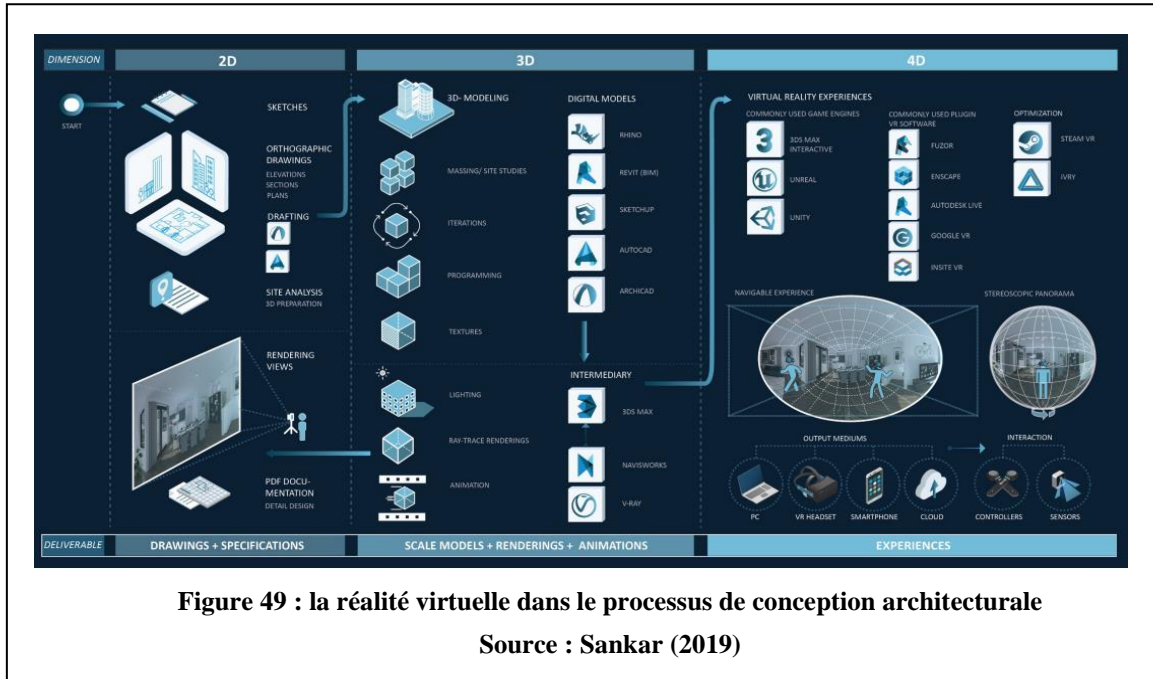 DIMENSION
2D
3D
4D
START
SKETCHES
ORTHOGRAPHIC
DRAWINGS
ELEVATIONS
SECTIONS
PLANS
DRAFTING
SITE ANALYSIS
3D PREPARATION
RENDERING
VIEWS
PDF DOCU-
MENTATION
DETAIL DESIGN
3D- MODELING
MASSING/ SITE STUDIES
ITERATIONS
PROGRAMMING
TEXTURES
LIGHTING
RAY-TRACE RENDERINGS
ANIMATION
DIGITAL MODELS
RHINO
REVIT (BIM)
SKETCHUP
AUTOCAD
ARCHICAD
INTERMEDIARY
3DS MAX
NAVISWORKS
V-RAY
VIRTUAL REALITY EXPERIENCES
COMMONLY USED GAME ENGINES
3
3DS MAX
INTERACTIVE
UNREAL
UNITY
COMMONLY USED PLUGIN
VR SOFTWARE
FUZOR
ENSCAPE
AUTODESK LIVE
GOOGLE VR
INSITE VR
OPTIMIZATION
STEAM VR
IVRY
NAVIGABLE EXPERIENCE
STEREOSCOPIC PANORAMA
OUTPUT MEDIUMS
INTERACTION
PC
VR HEADSET
SMARTPHONE
CLOUD
CONTROLLERS
SENSORS
DELIVERABLE
DRAWINGS + SPECIFICATIONS
SCALE MODELS + RENDERINGS + ANIMATIONS
EXPERIENCES
Figure 49 : la réalité virtuelle dans le processus de conception architecturale
Source : Sankar (2019)